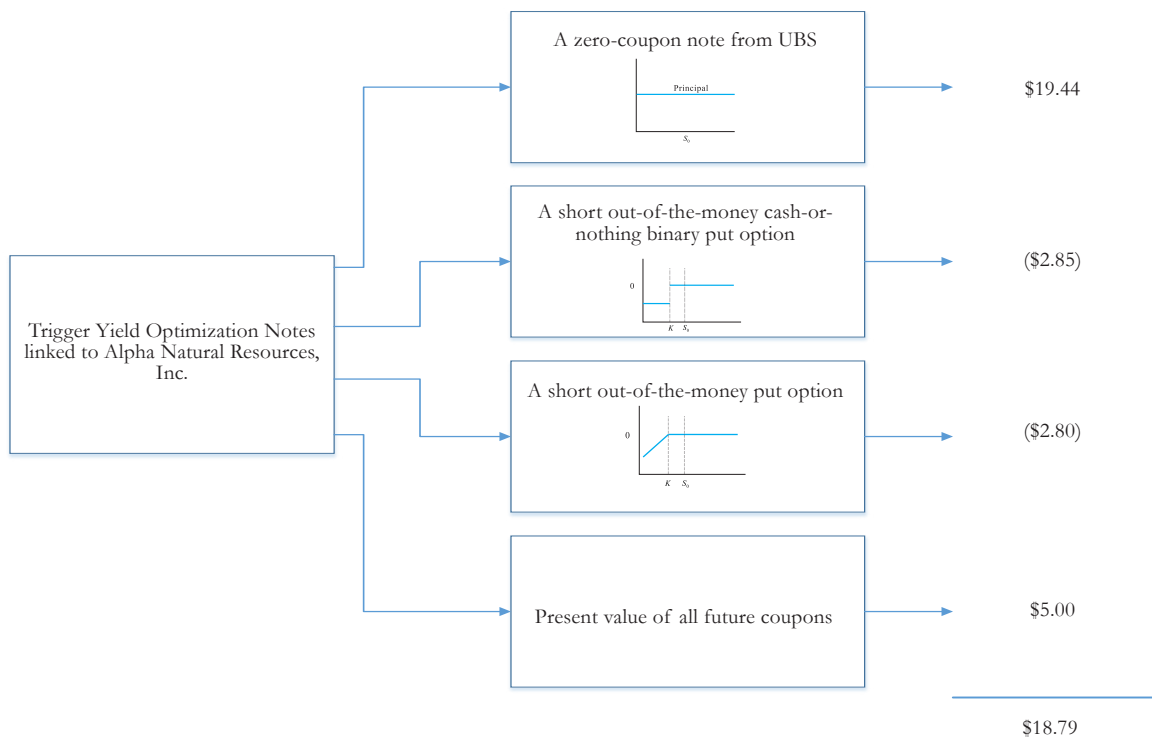 Trigger Yield Optimization Notes
linked to Alpha Natural Resources,
Inc.
A zero-coupon note from UBS
Principal
S₀
$19.44
A short out-of-the-money cash-or-
nothing binary put option
0
K S₀
($2.85)
A short out-of-the-money put option
0
K S₀
($2.80)
Present value of all future coupons
$5.00
$18.79